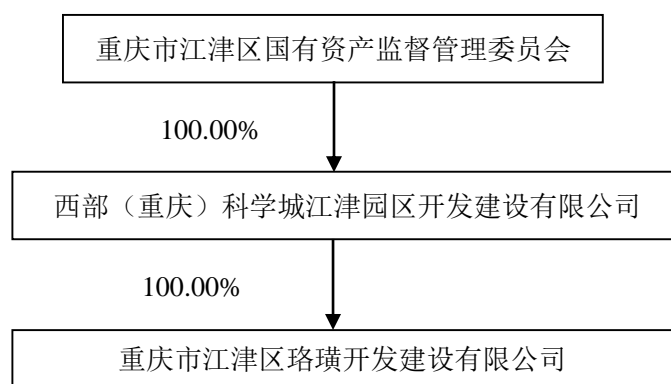 重庆市江津区国有资产监督管理委员会
100.00%
西部（重庆）科学城江津园区开发建设有限公司
100.00%
重庆市江津区珞璜开发建设有限公司